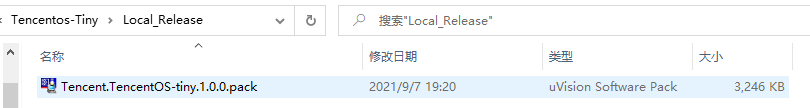 Tencentos-Tiny > Local_Release
搜索"Local_Release"
名称 修改日期 类型 大小
Tencent.TencentOS-tiny.1.0.0.pack 2021/9/7 19:20 uVision Software Pack 3,246 KB